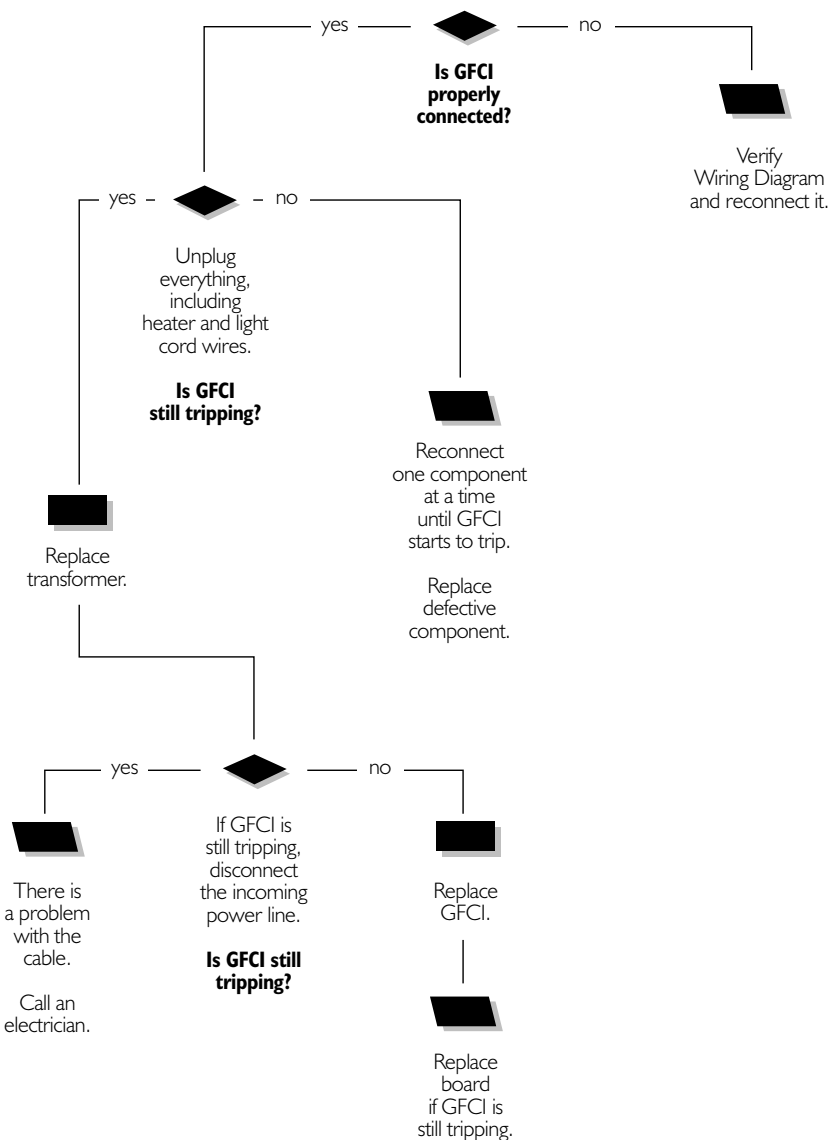 yes
no
Is GFCI
properly
connected?
Verify
Wiring Diagram
and reconnect it.
yes
no
Unplug
everything,
including
heater and light
cord wires.
Is GFCI
still tripping?
Reconnect
one component
at a time
until GFCI
starts to trip.
Replace
defective
component.
Replace
transformer.
yes
no
If GFCI is
still tripping,
disconnect
the incoming
power line.
Is GFCI still
tripping?
There is
a problem
with the
cable.
Call an
electrician.
Replace
GFCI.
Replace
board
if GFCI is
still tripping.